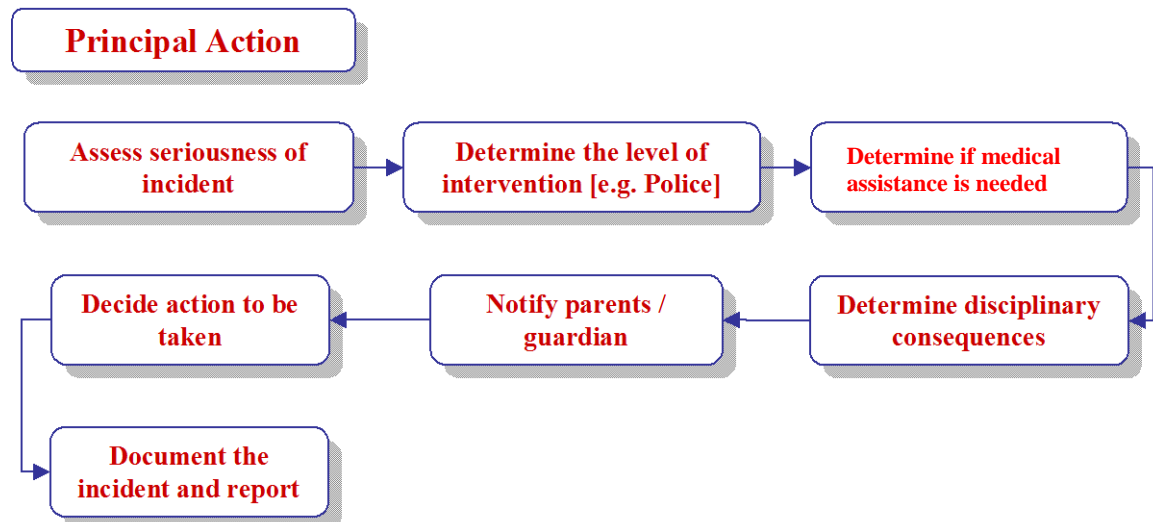 Principal Action
Assess seriousness of
incident
Determine the level of
intervention [e.g. Police]
Determine if medical
assistance is needed
Determine disciplinary
consequences
Notify parents /
guardian
Decide action to be
taken
Document the
incident and report